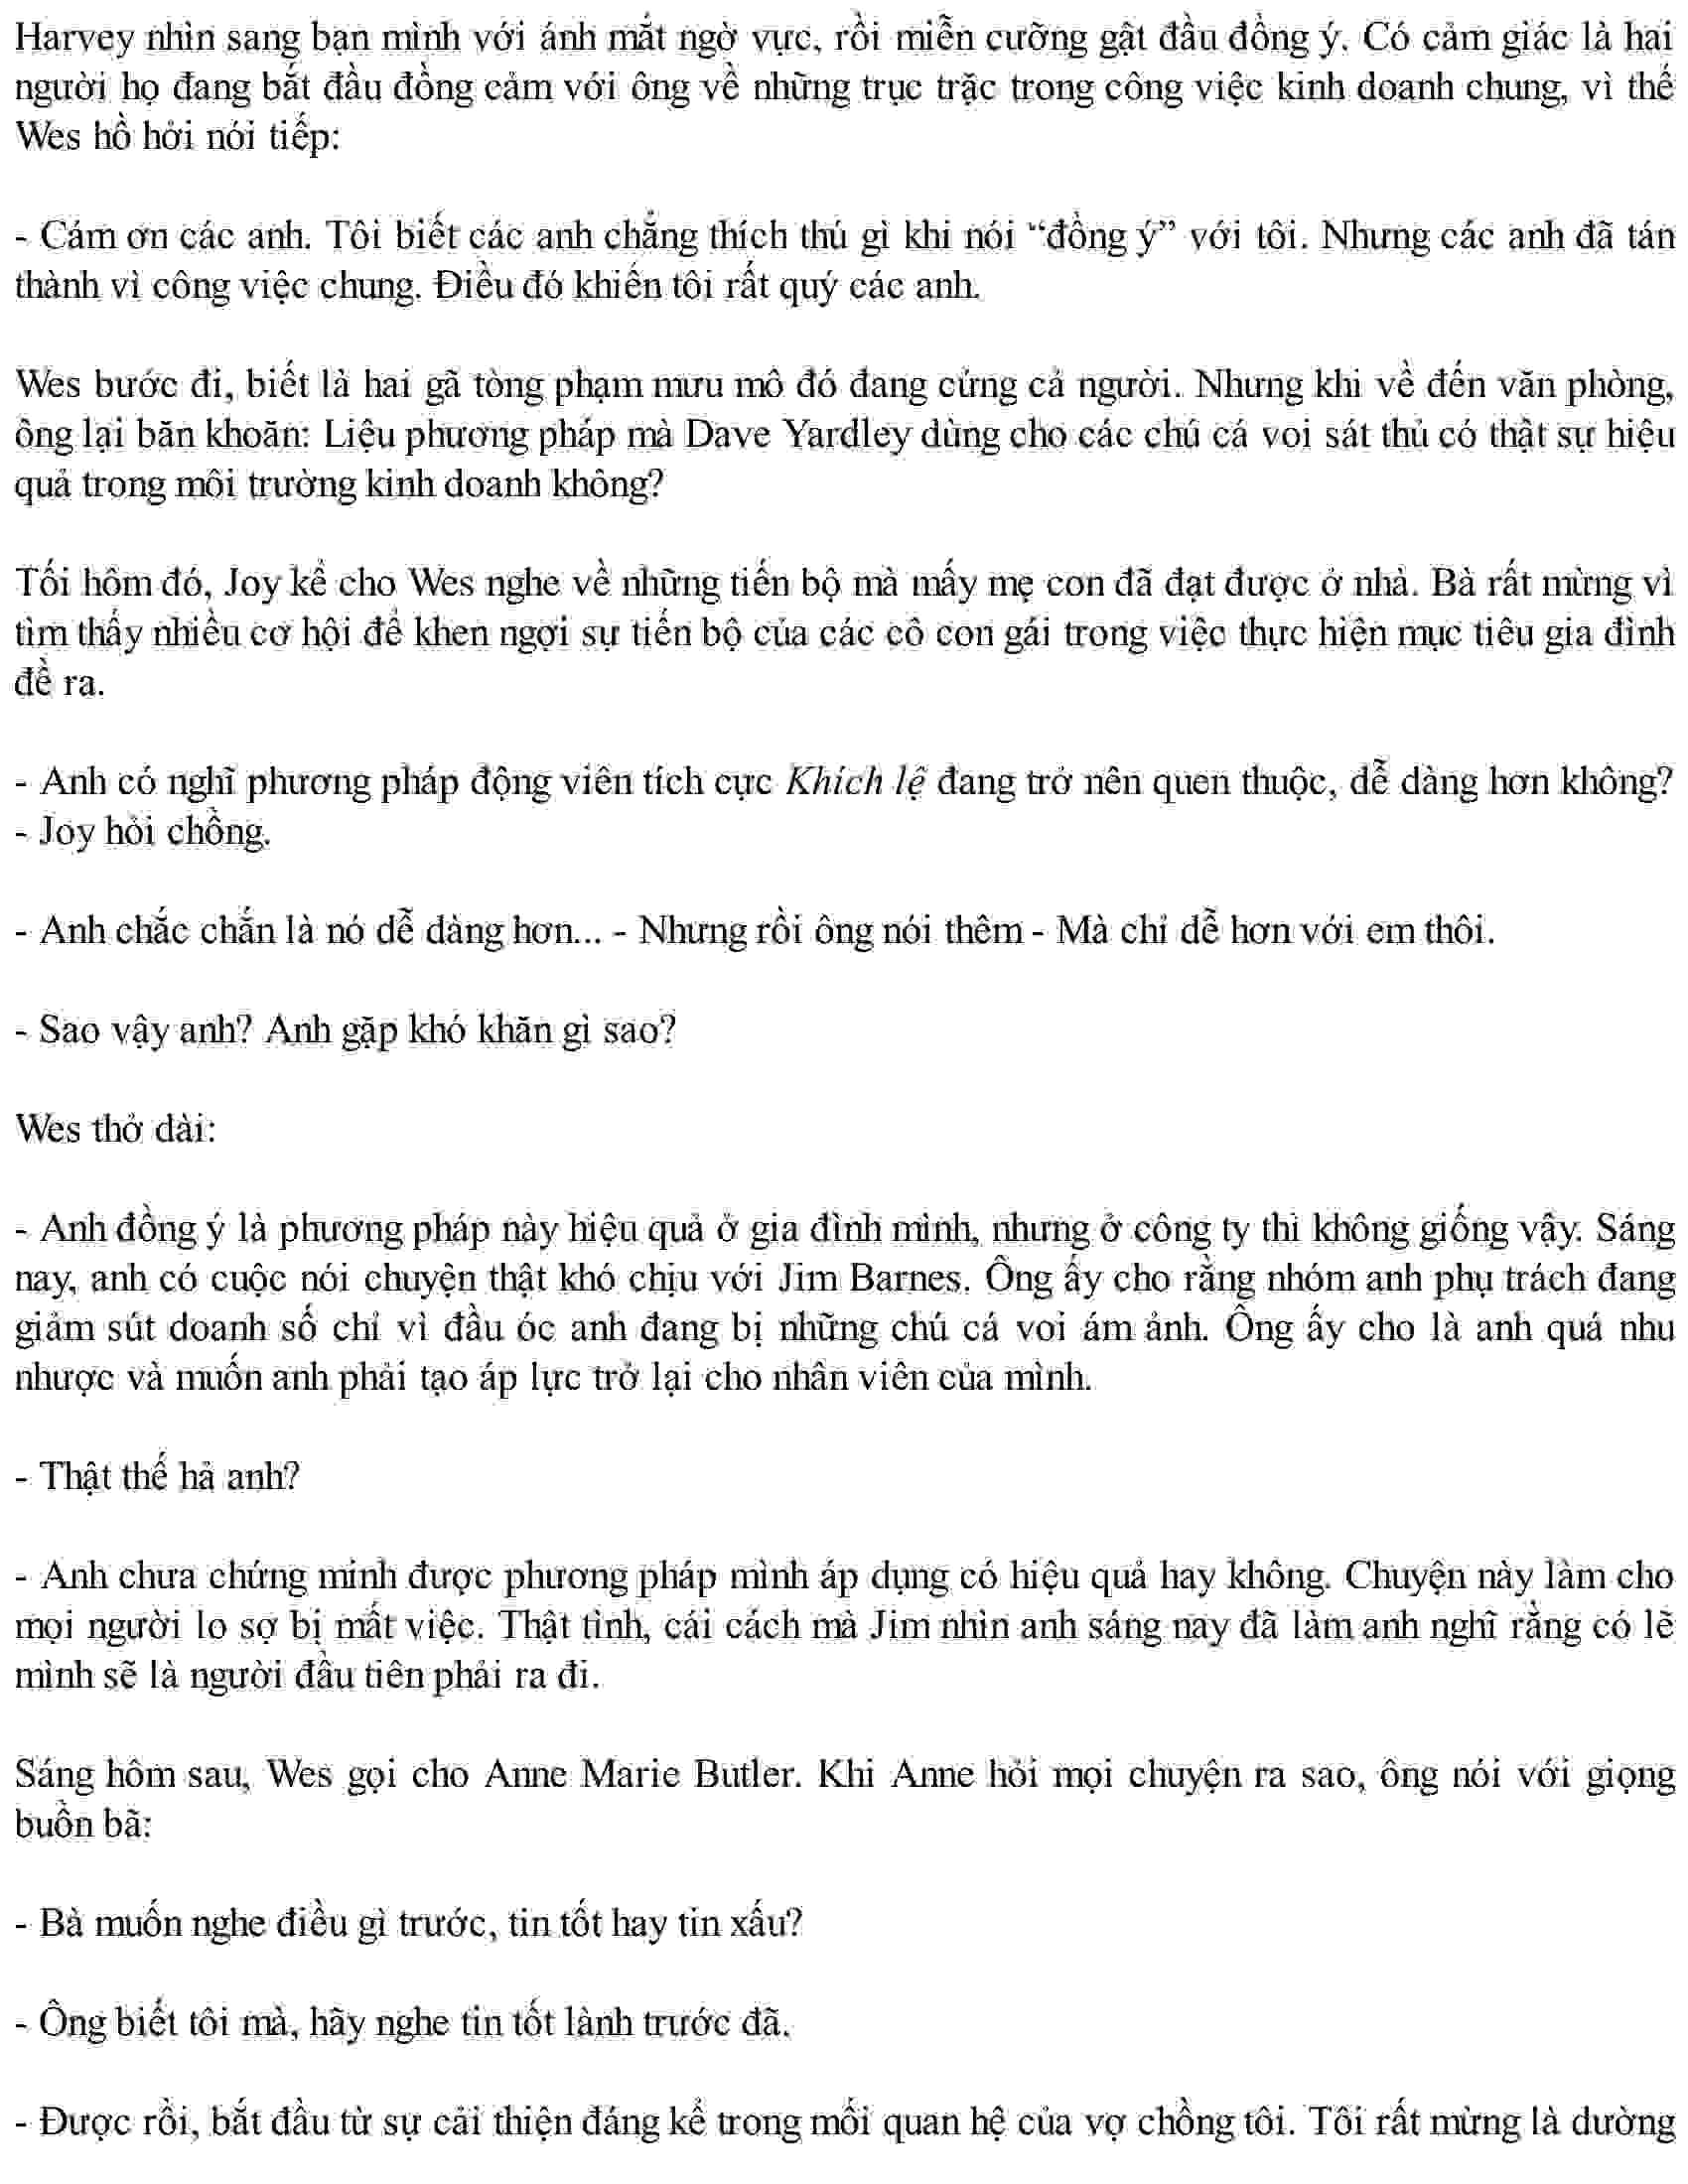 Harvey nhìn sang bạn mình với ánh mắt ngờ vực, rồi miễn cưỡng gật đầu đồng ý. Có cảm giác là hai
người họ đang bắt đầu đồng cảm với ông về những trục trặc trong công việc kinh doanh chung, vì thế
Wes hồ hởi nói tiếp:
- Cám ơn các anh. Tôi biết các anh chẳng thích thú gì khi nói “đồng ý” với tôi. Nhưng các anh đã tán
thành vì công việc chung. Điều đó khiến tôi rất quý các anh.
Wes bước đi, biết là hai gã tòng phạm mưu mô đó đang cứng cả người. Nhưng khi về đến văn phòng,
ông lại băn khoăn: Liệu phương pháp mà Dave Yardley dùng cho các chú cá voi sát thủ có thật sự hiệu
quả trong môi trường kinh doanh không?
Tối hôm đó, Joy kể cho Wes nghe về những tiến bộ mà mấy mẹ con đã đạt được ở nhà. Bà rất mừng vì
tìm thấy nhiều cơ hội để khen ngợi sự tiến bộ của các cô con gái trong việc thực hiện mục tiêu gia đình
đề ra.
- Anh có nghĩ phương pháp động viên tích cực Khích lệ đang trở nên quen thuộc, dễ dàng hơn không?
- Joy hỏi chồng.
- Anh chắc chắn là nó dễ dàng hơn... - Nhưng rồi ông nói thêm - Mà chỉ dễ hơn với em thôi.
- Sao vậy anh? Anh gặp khó khăn gì sao?
Wes thở dài:
- Anh đồng ý là phương pháp này hiệu quả ở gia đình mình, nhưng ở công ty thì không giống vậy. Sáng
nay, anh có cuộc nói chuyện thật khó chịu với Jim Barnes. Ông ấy cho rằng nhóm anh phụ trách đang
giảm sút doanh số chỉ vì đầu óc anh đang bị những chú cá voi ám ảnh. Ông ấy cho là anh quá nhu
nhược và muốn anh phải tạo áp lực trở lại cho nhân viên của mình.
- Thật thế hả anh?
- Anh chưa chứng minh được phương pháp mình áp dụng có hiệu quả hay không. Chuyện này làm cho
mọi người lo sợ bị mất việc. Thật tình, cái cách mà Jim nhìn anh sáng nay đã làm anh nghĩ rằng có lẽ
mình sẽ là người đầu tiên phải ra đi.
Sáng hôm sau, Wes gọi cho Anne Marie Butler. Khi Anne hỏi mọi chuyện ra sao, ông nói với giọng
buồn bã:
- Bà muốn nghe điều gì trước, tin tốt hay tin xấu?
- Ông biết tôi mà, hãy nghe tin tốt lành trước đã.
- Được rồi, bắt đầu từ sự cải thiện đáng kể trong mối quan hệ của vợ chồng tôi. Tôi rất mừng là dường